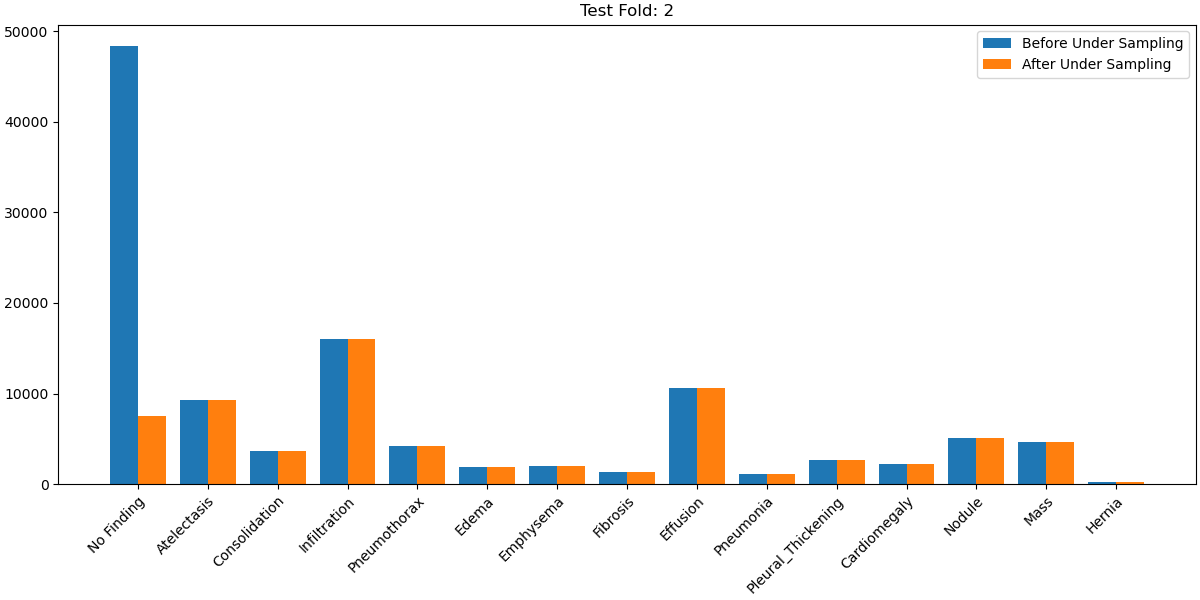 Test Fold: 2
Before Under Sampling
After Under Sampling
50000
40000
30000
20000
10000
0
No Finding
Atelectasis
Consolidation
Infiltration
Pneumothorax
Edema
Emphysema
Fibrosis
Effusion
Pneumonia
Pleural_Thickening
Cardiomegaly
Nodule
Mass
Hernia